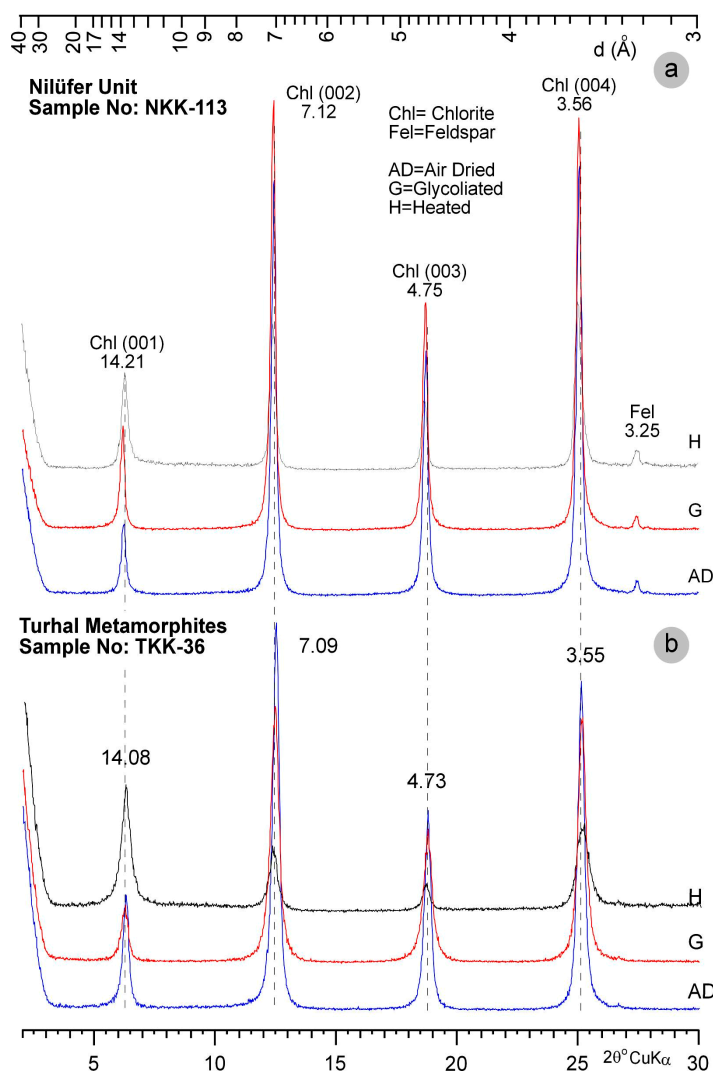 40 30 20 17 14 10 9 8 7 6 5 4 3
d (Å)
a
Nilüfer Unit
Sample No: NKK-113
Chl (002)
7.12
Chl (004)
3.56
Chl= Chlorite
Fel=Feldspar
AD=Air Dried
G=Glycoliated
H=Heated
Chl (003)
4.75
Chl (001)
14.21
Fel
3.25
H
G
AD
Turhal Metamorphites
Sample No: TKK-36
b
7.09
3.55
14.08
4.73
H
G
AD
5 10 15 20 25 30
2θ°CuKα